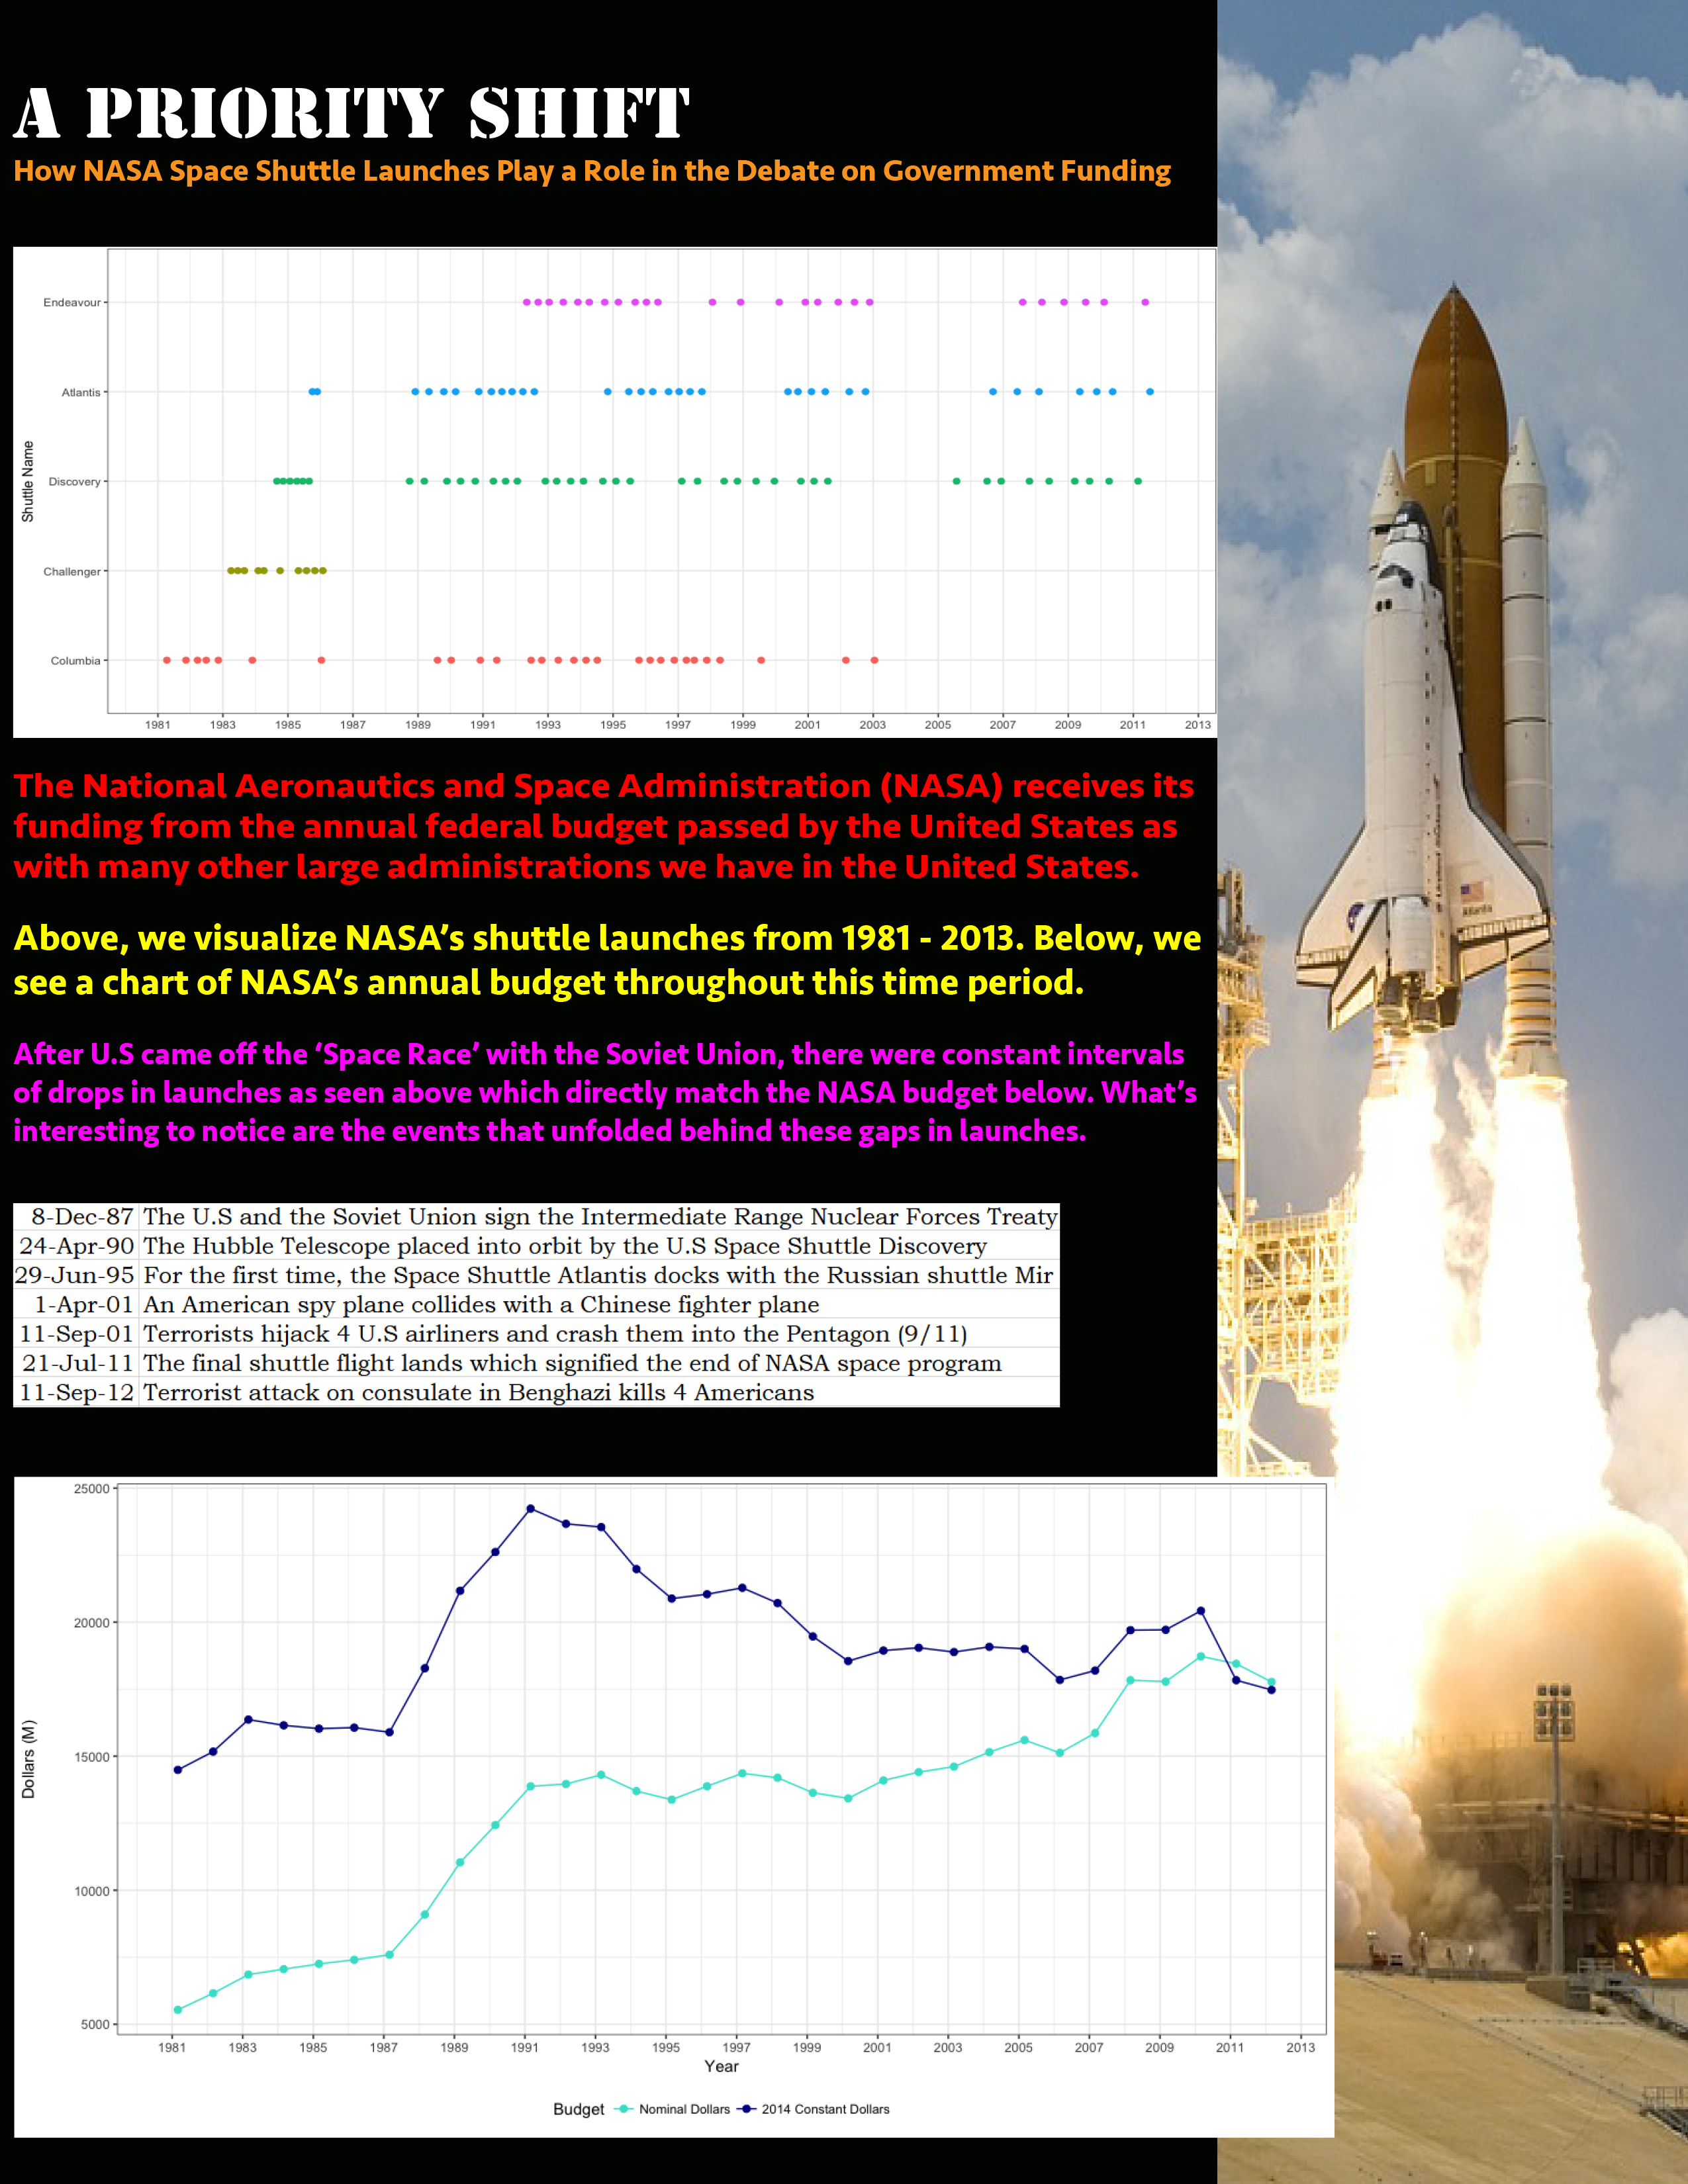 A PRIORITY SHIFT
How NASA Space Shuttle Launches Play a Role in the Debate on Government Funding
Shuttle Name
Endeavour
Atlantis
Discovery
Challenger
Columbia
1981 1983 1985 1987 1989 1991 1993 1995 1997 1999 2001 2003 2005 2007 2009 2011 2013
The National Aeronautics and Space Administration (NASA) receives its
funding from the annual federal budget passed by the United States as
with many other large administrations we have in the United States.
Above, we visualize NASA's shuttle launches from 1981 - 2013. Below, we
see a chart of NASA's annual budget throughout this time period.
After U.S came off the ‘Space Race’ with the Soviet Union, there were constant intervals
of drops in launches as seen above which directly match the NASA budget below. What's
interesting to notice are the events that unfolded behind these gaps in launches.
8-Dec-87 The U.S and the Soviet Union sign the Intermediate Range Nuclear Forces Treaty
24-Apr-90 The Hubble Telescope placed into orbit by the U.S Space Shuttle Discovery
29-Jun-95 For the first time, the Space Shuttle Atlantis docks with the Russian shuttle Mir
1-Apr-01 An American spy plane collides with a Chinese fighter plane
11-Sep-01 Terrorists hijack 4 U.S airliners and crash them into the Pentagon (9/11)
21-Jul-11 The final shuttle flight lands which signified the end of NASA space program
11-Sep-12 Terrorist attack on consulate in Benghazi kills 4 Americans
Dollars (M)
25000
20000
15000
10000
5000
1981 1983 1985 1987 1989 1991 1993 1995 1997 1999 2001 2003 2005 2007 2009 2011 2013
Year
Budget Nominal Dollars 2014 Constant Dollars
Atlantis